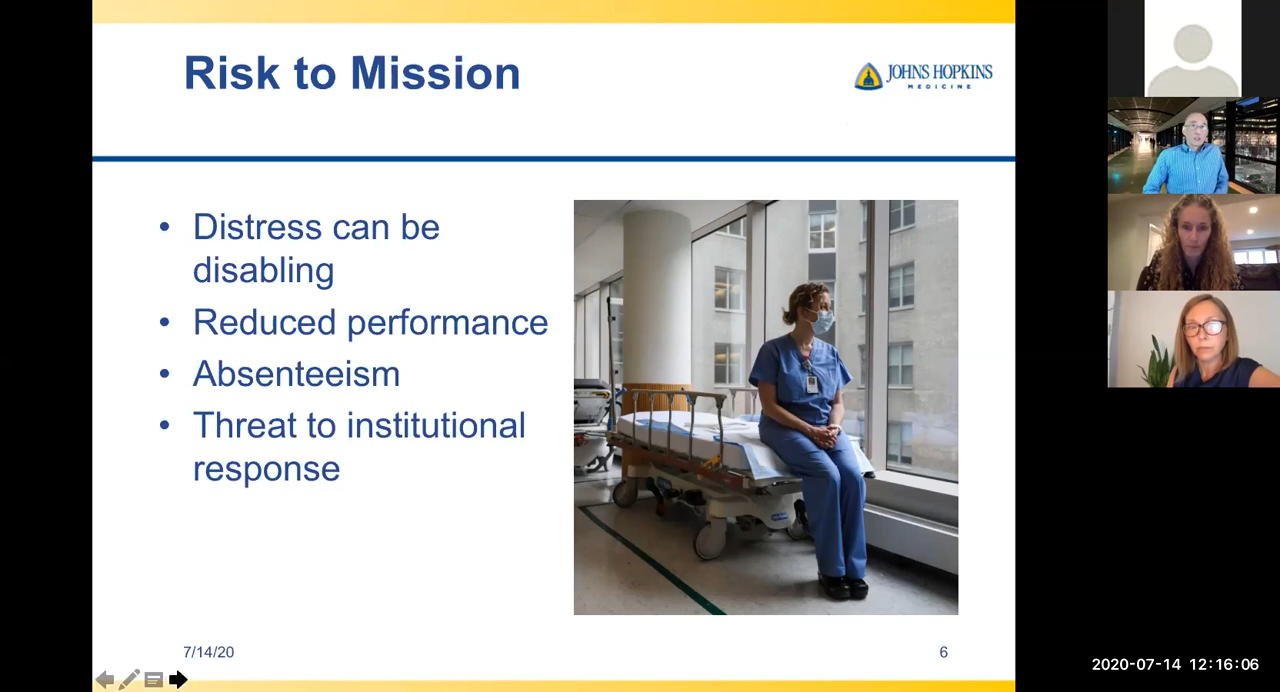 Risk to Mission
JOHNS HOPKINS
MEDICINE
• Distress can be
disabling
• Reduced performance
• Absenteeism
• Threat to institutional
response
7/14/20
6
2020-07-14 12:16:06